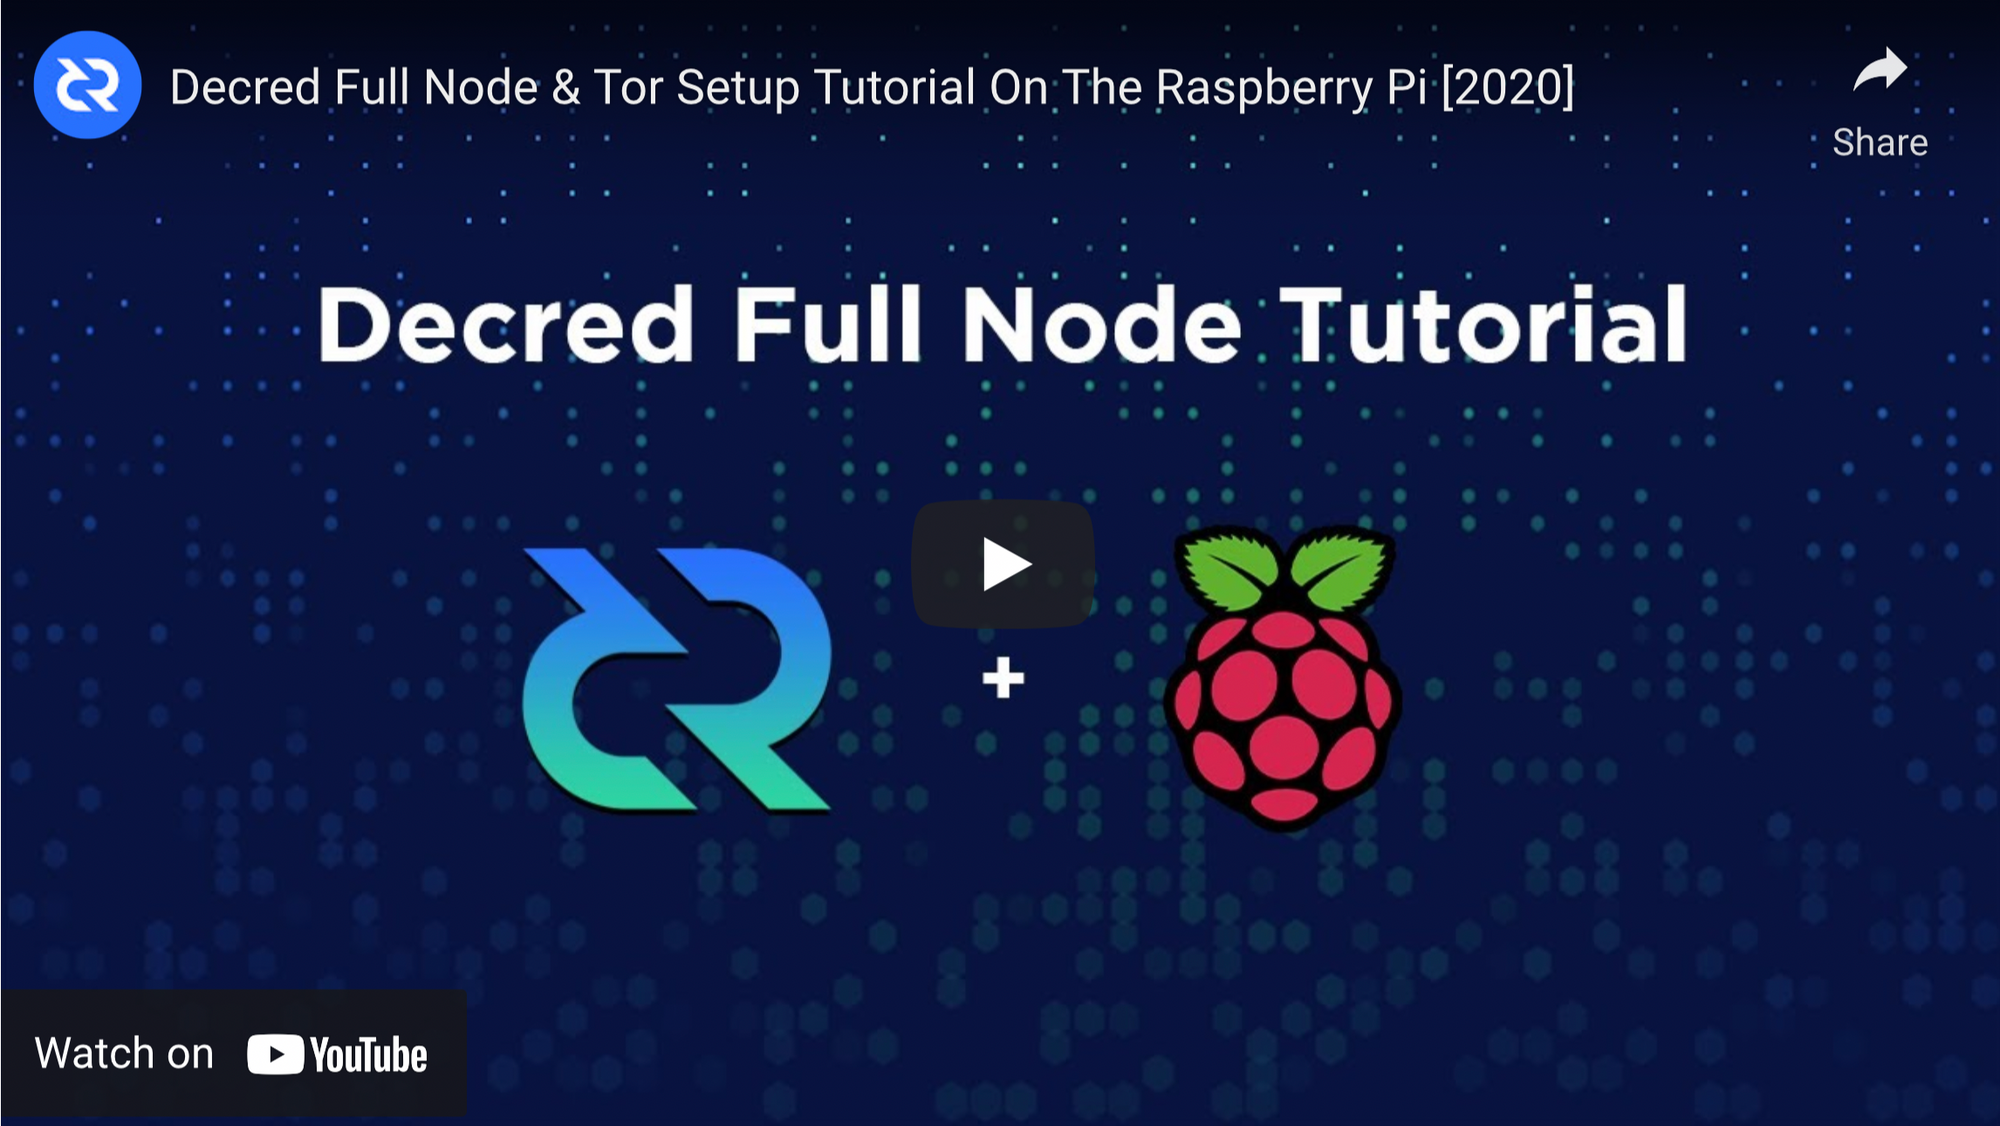 Decred Full Node & Tor Setup Tutorial On The Raspberry Pi [2020]
Share
Decred Full Node Tutorial
+
Watch on YouTube